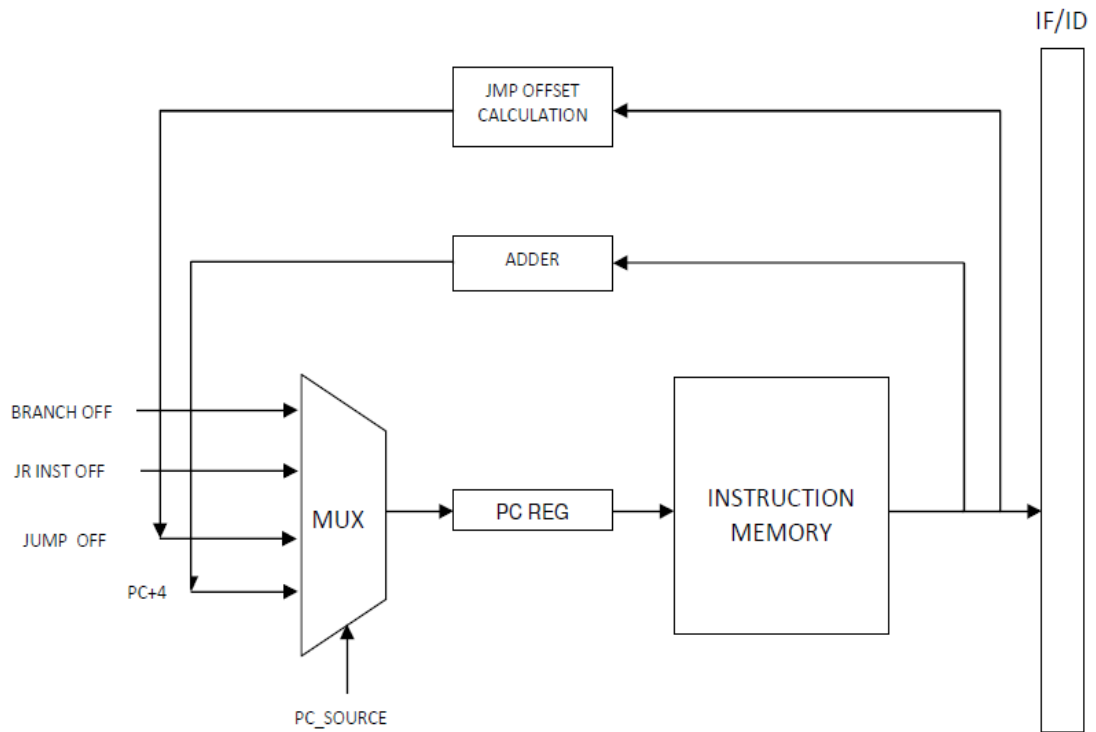 IF/ID
JMP OFFSET
CALCULATION
ADDER
BRANCH OFF
JR INST OFF
JUMP OFF
PC+4
MUX
PC REG
INSTRUCTION
MEMORY
PC_SOURCE